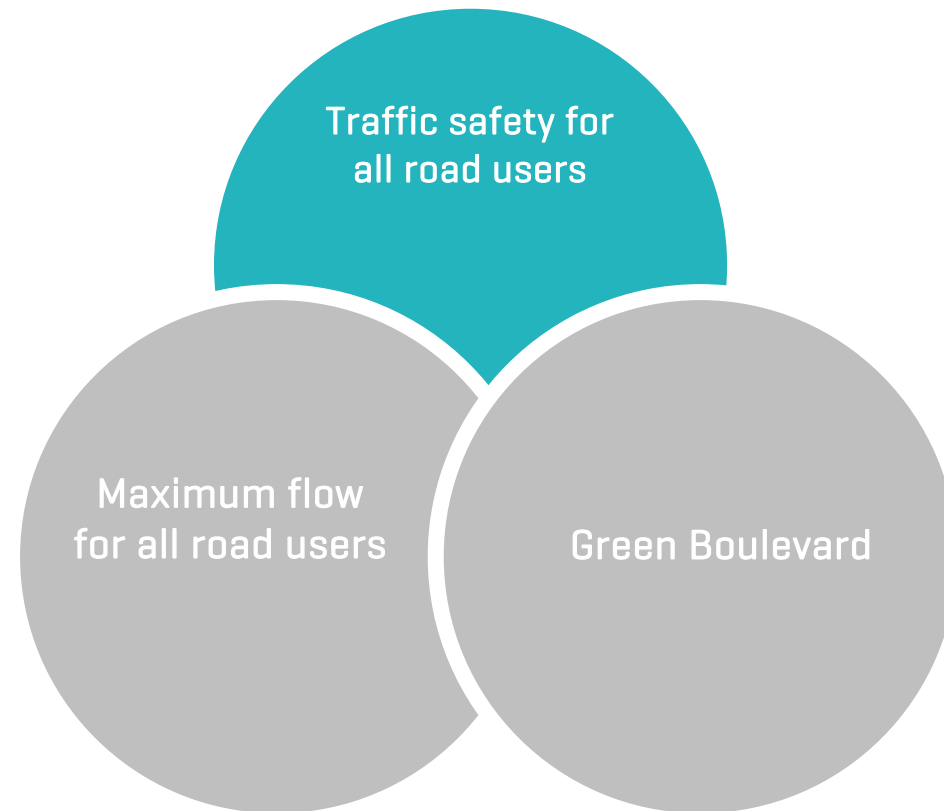 Traffic safety for
all road users
Maximum flow
for all road users
Green Boulevard